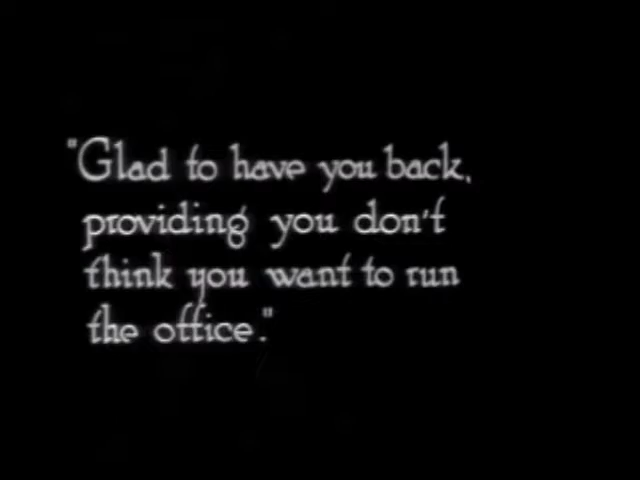 "Glad to have you back,
providing you don't
think you want to run
the office."